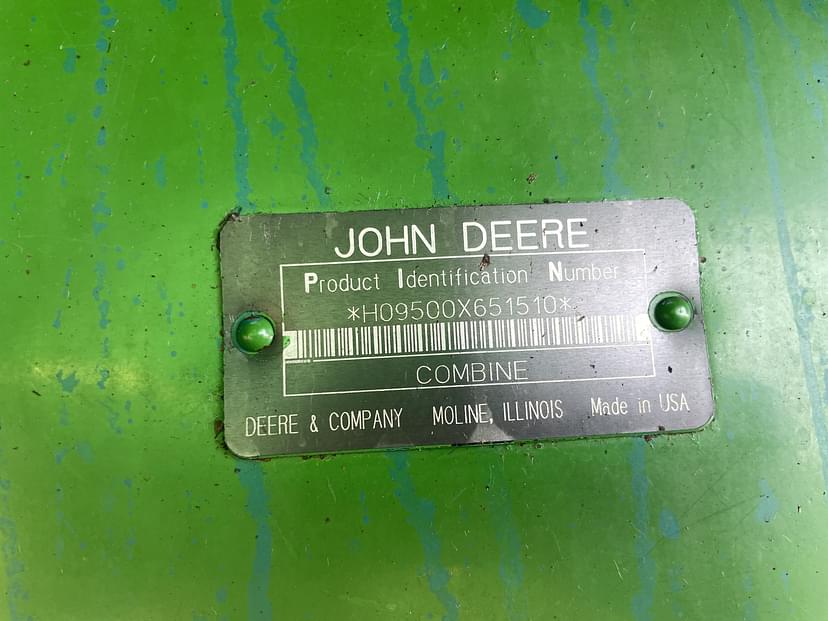 JOHN DEERE
Product Identification Number
*H09500X651510*
COMBINE
DEERE & COMPANY MOLINE, ILLINOIS Made in USA